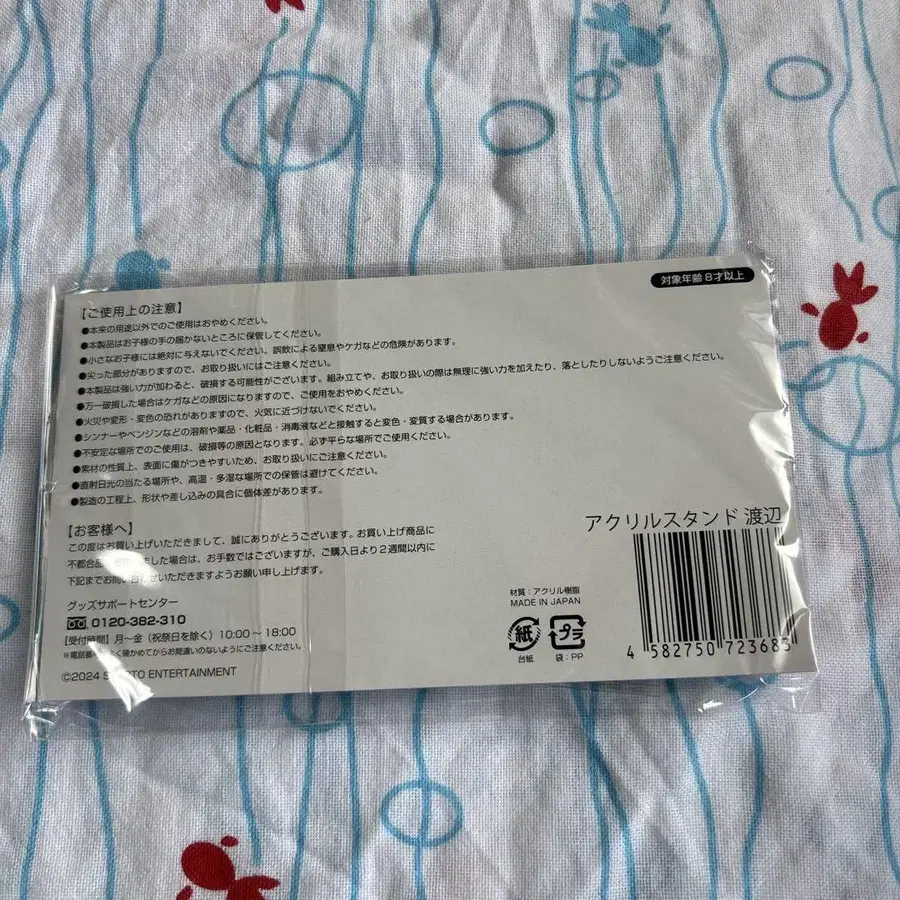 対象年齢8才以上
【ご使用上の注意】
●本来の用途以外でのご使用はおやめください。
●本製品はお子様の手の届かないところに保管してください。
●小さなお子様には絶対に与えないでください。誤飲による窒息やケガなどの危険があります。
●尖った部分がありますので、お取り扱いにはご注意ください。
●本製品は強い力が加わると、破損する可能性がございます。組み立てや、お取り扱いの際は無理に強い力を加えたり、落としたりしないようご注意ください。
●万一破損した場合はケガなどの原因になりますので、ご使用をおやめください。
●火災や変形・変色の恐れがありますので、火気に近づけないでください。
●シンナーやベンジンなどの溶剤や薬品・化粧品・消毒液などと接触すると変色・変質する場合があります。
●不安定な場所でのご使用は、破損等の原因となります。必ず平らな場所でご使用ください。
●素材の性質上、表面に傷がつきやすいため、お取り扱いにご注意ください。
●直射日光の当たる場所や、高温・多湿な場所での保管は避けてください。
●製造の工程上、形状や差し込みの具合に個体差があります。
【お客様へ】
この度はお買い上げいただきまして、誠にありがとうございます。お買い上げ商品に
不都合 ました場合は、お手数ではございますが、ご購入日より2週間以内に
下記までお問い合わせいただきますようお願い申し上げます。
グッズサポートセンター
0120-382-310
【受付時間】月～金（祝祭日を除く）10:00～18:00
※電話番号 よく確かめてからお間違いのないようにご注意ください。
©2024 ST TO ENTERTAINMENT
アクリルスタンド 渡辺
材質：アクリル樹脂
MADE IN JAPAN
紙 プラ
台紙 袋：PP
4 582750 723683